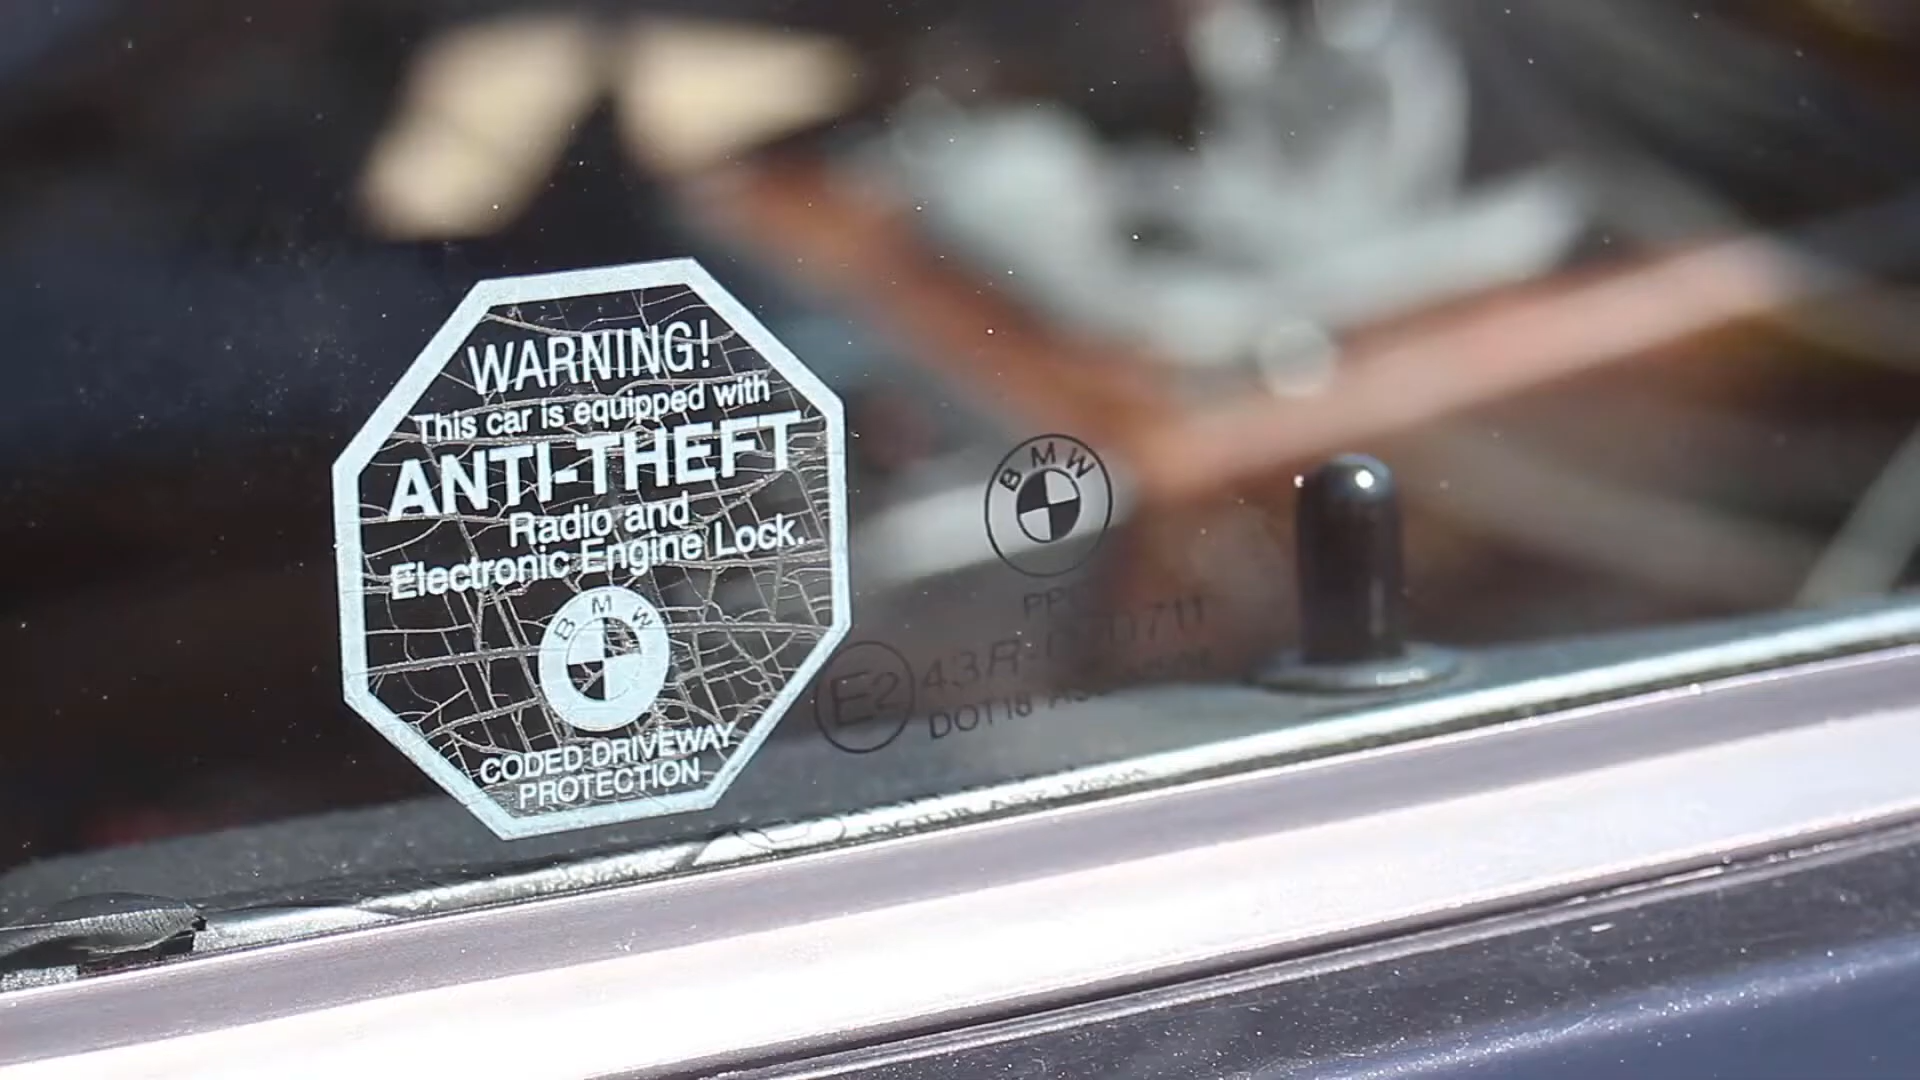 WARNING!
This car is equipped with
ANTI-THEFT
Radio and
Electronic Engine Lock.
BMW
CODED DRIVEWAY
PROTECTION
BMW
E2 43R-
DOT18